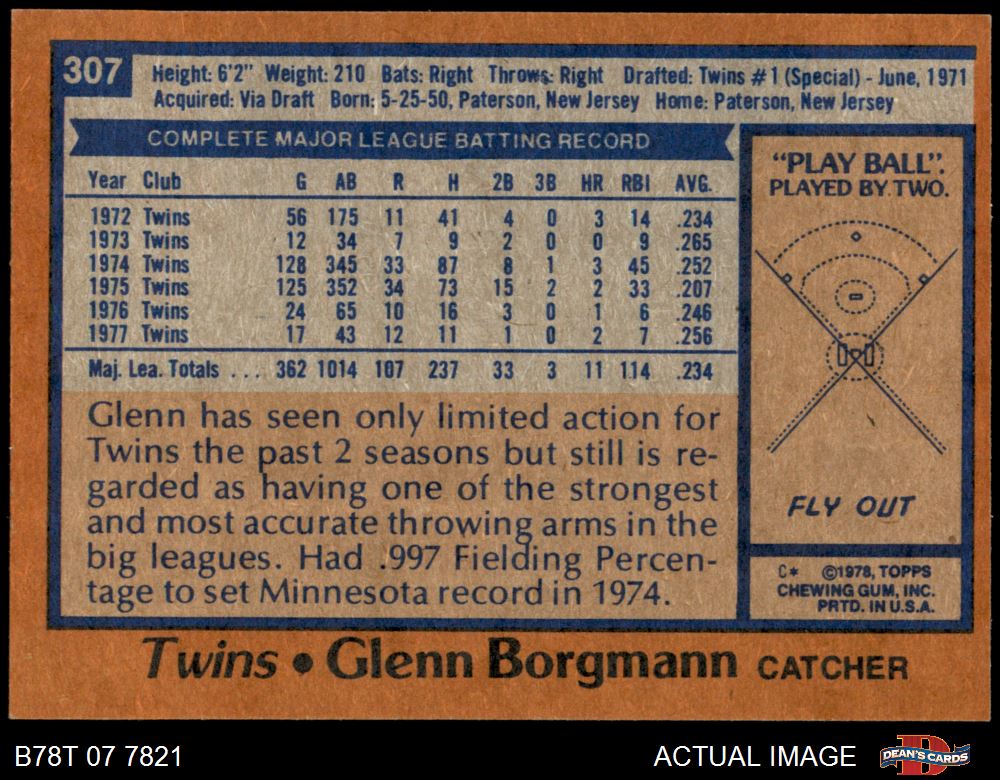 307
Height: 6'2" Weight: 210 Bats: Right Throws: Right Drafted: Twins #1 (Special) - June, 1971
Acquired: Via Draft Born: 5-25-50, Paterson, New Jersey Home: Paterson, New Jersey
COMPLETE MAJOR LEAGUE BATTING RECORD
Year Club G AB R H 2B 3B HR RBI AVG.
1972 Twins 56 175 11 41 4 0 3 14 .234
1973 Twins 12 34 7 9 2 0 0 9 .265
1974 Twins 128 345 33 87 8 1 3 45 .252
1975 Twins 125 352 34 73 15 2 2 33 .207
1976 Twins 24 65 10 16 3 0 1 6 .246
1977 Twins 17 43 12 11 1 0 2 7 .256
Maj. Lea. Totals ... 362 1014 107 237 33 3 11 114 .234
Glenn has seen only limited action for
Twins the past 2 seasons but still is re-
garded as having one of the strongest
and most accurate throwing arms in the
big leagues. Had .997 Fielding Percen-
tage to set Minnesota record in 1974.
"PLAY BALL".
PLAYED BY TWO.
FLY OUT
C* ©1978, TOPPS
CHEWING GUM, INC.
PRTD. IN U.S.A.
Twins • Glenn Borgmann CATCHER
B78T 07 7821
ACTUAL IMAGE
D
DEAN'S CARDS